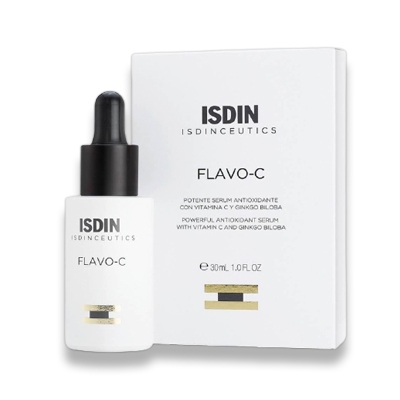 ISDIN
ISDINCEUTICS
FLAVO-C
POTENTE SERUM ANTIOXIDANTE
CON VITAMINA C Y GINKGO BILOBA
POWERFUL ANTIOXIDANT SERUM
WITH VITAMIN C AND GINKGO BILOBA
℮ 30mL 1.0 FL OZ
ISDIN
ISDINCEUTICS
FLAVO-C